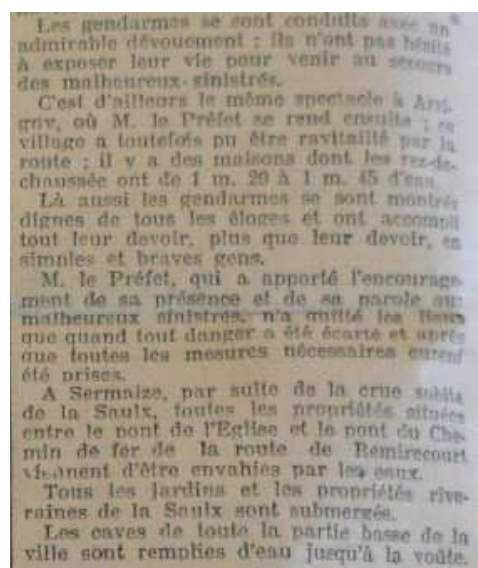 Les gendarmes se sont conduits avec un
admirable dévouement ; ils n'ont pas hésité
à exposer leur vie pour venir au secours
des malheureux sinistrés.
C'est d'ailleurs le même spectacle à Arri-
gny, où M. le Préfet se rend ensuite ; ce
village a toutefois pu être ravitaillé par la
route ; il y a des maisons dont les rez-de-
chaussée ont de 1 m. 20 à 1 m. 45 d'eau.
Là aussi les gendarmes se sont montrés
dignes de tous les éloges et ont accompli
tout leur devoir, plus que leur devoir, en
simples et braves gens.
M. le Préfet, qui a apporté l'encourage-
ment de sa présence et de sa parole aux
malheureux sinistrés, n'a quitté les lieux
que quand tout danger a été écarté et après
que toutes les mesures nécessaires eurent
été prises.
A Sermaize, par suite de la crue subite
de la Saulx, toutes les propriétés situées
entre le pont de l'Eglise et le pont du Che-
min de fer de la route de Remirecourt
viennent d'être envahies par les eaux.
Tous les jardins et les propriétés rive-
raines de la Saulx sont submergés.
Les caves de toute la partie basse de la
ville sont remplies d'eau jusqu'à la voûte.